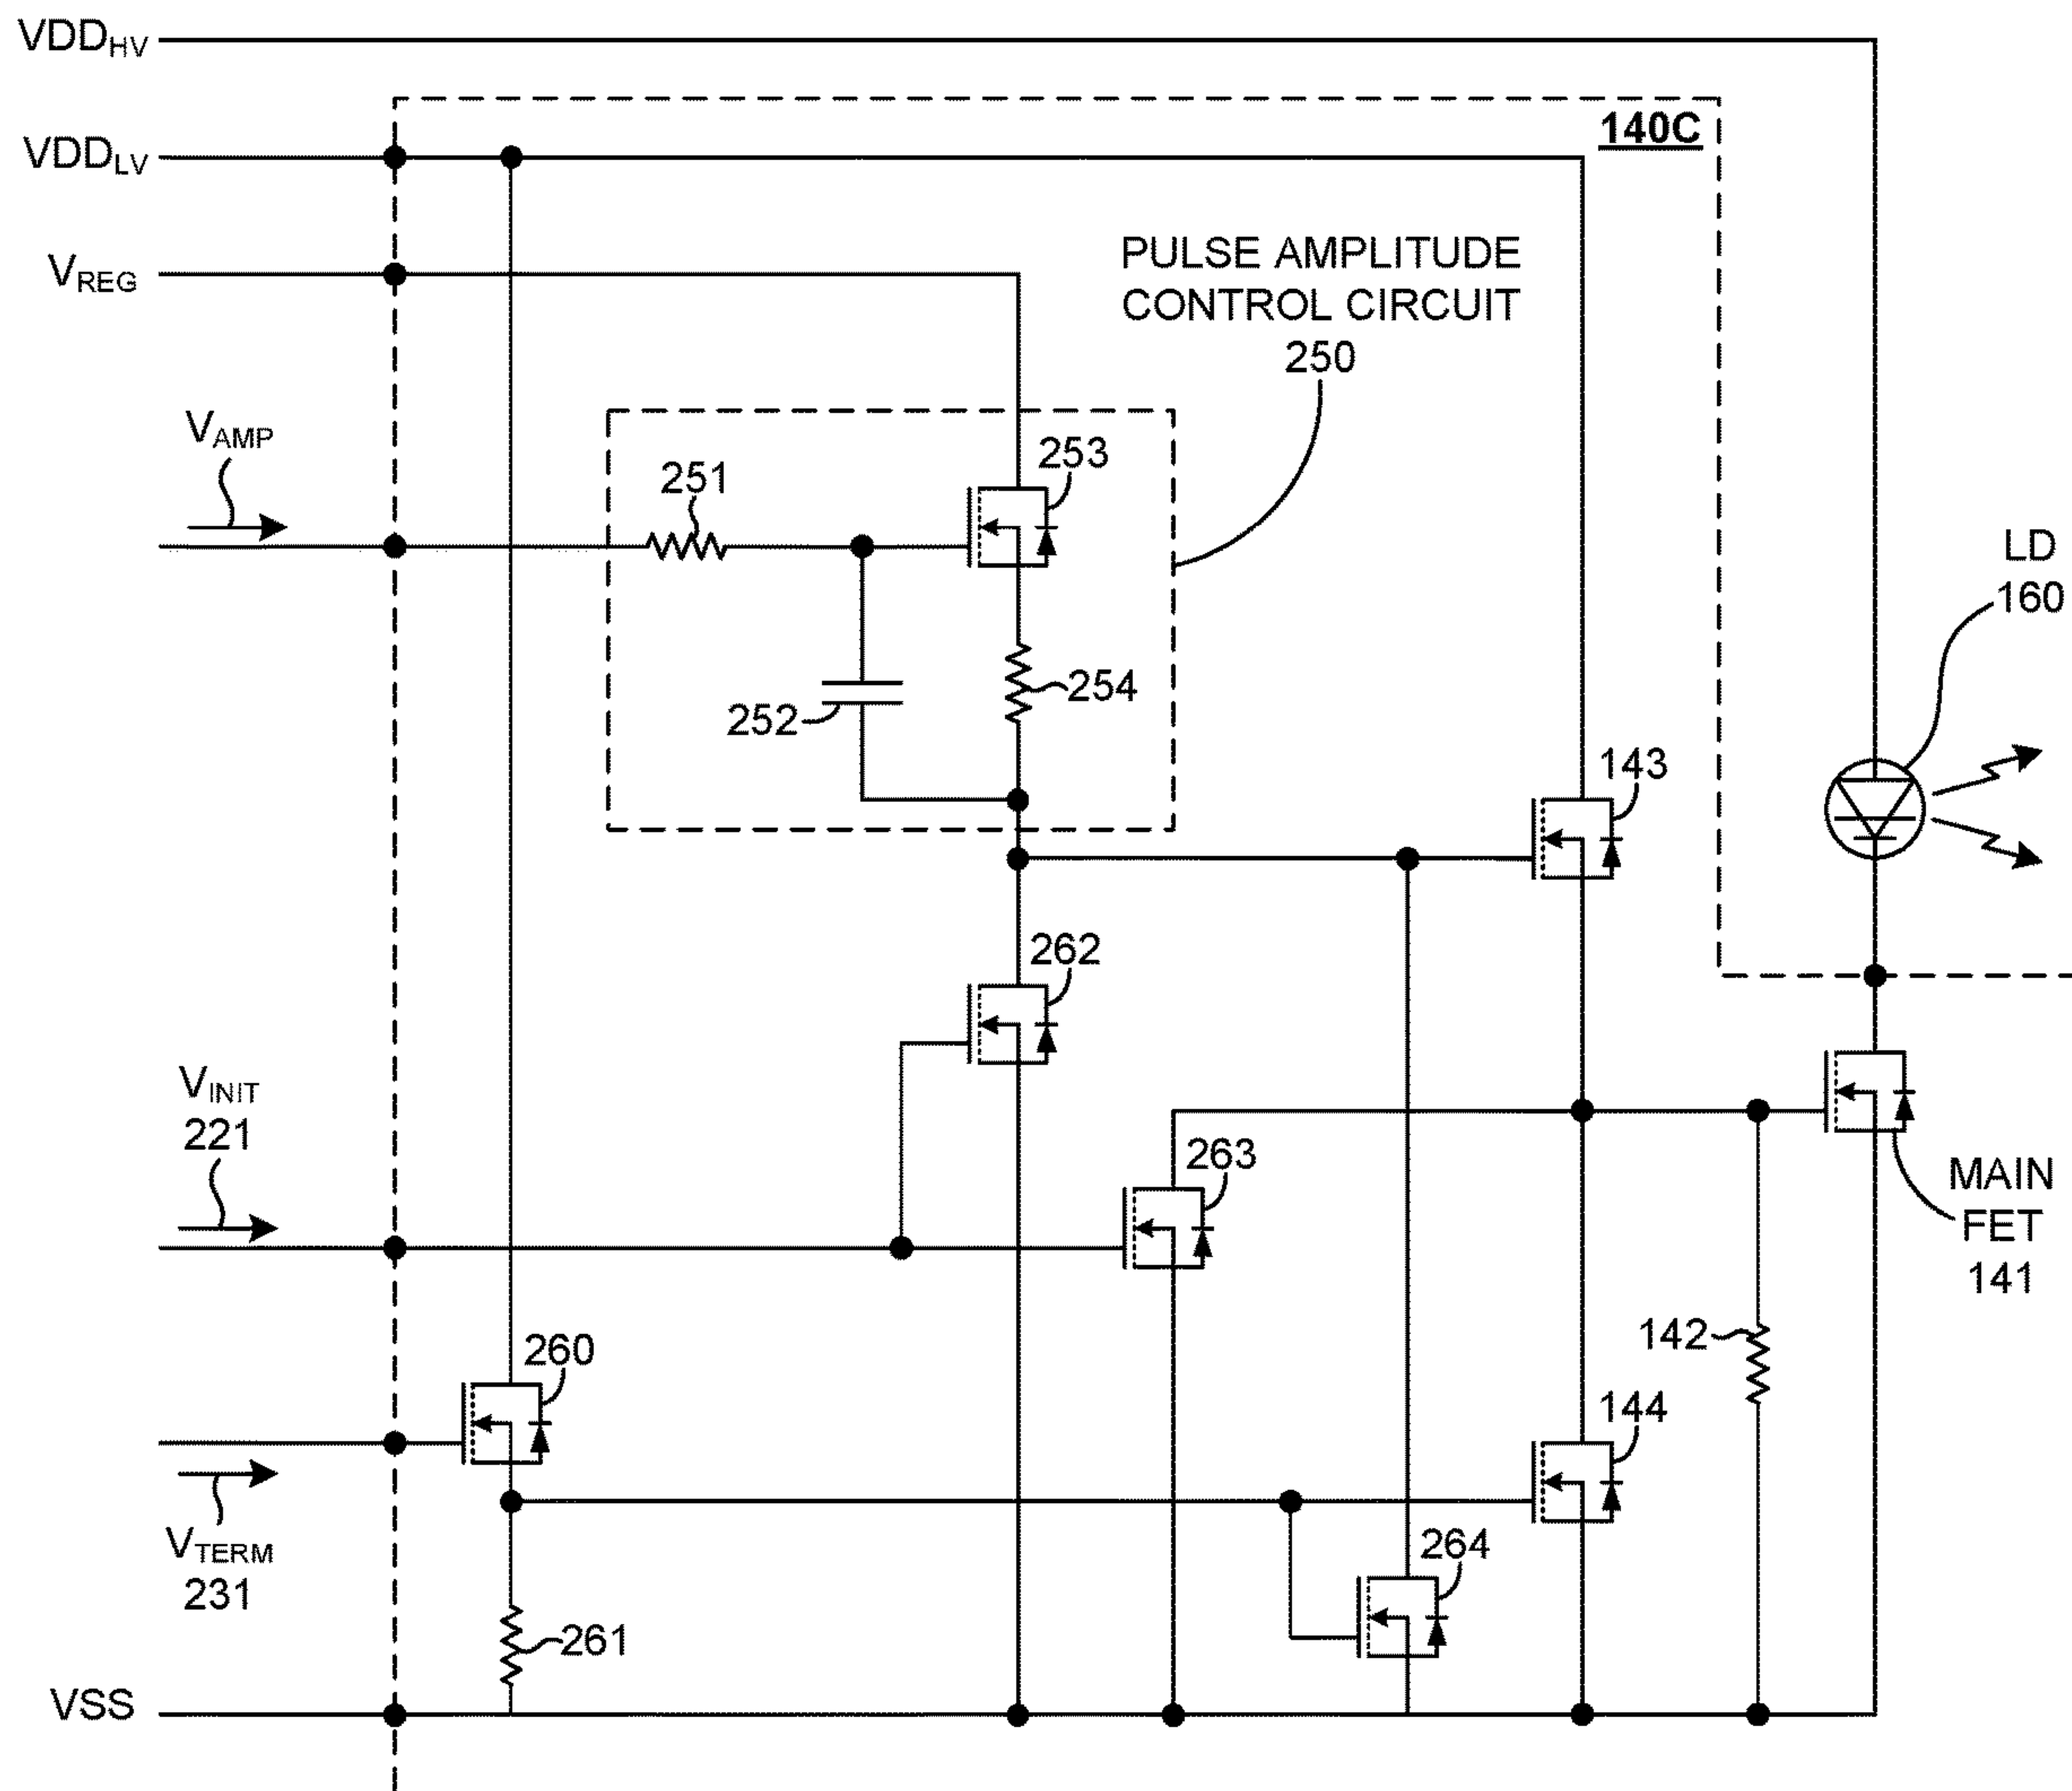 VDDHV
140C
VDDLV
VREG
PULSE AMPLITUDE
CONTROL CIRCUIT
250
VAMP
251
253
LD
160
252
254
143
262
VINIT
221
263
MAIN
FET
141
260
142
144
VTERM
231
264
261
VSS